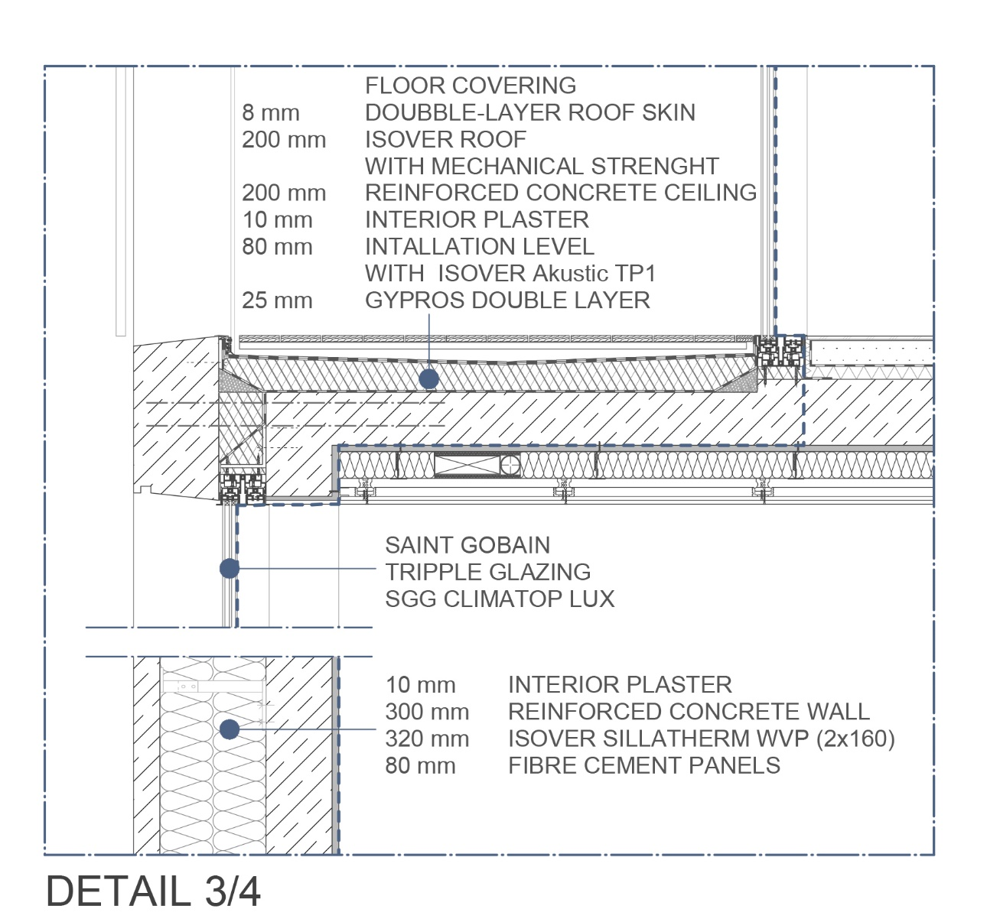 FLOOR COVERING
8 mm DOUBBLE-LAYER ROOF SKIN
200 mm ISOVER ROOF
WITH MECHANICAL STRENGHT
200 mm REINFORCED CONCRETE CEILING
10 mm INTERIOR PLASTER
80 mm INTALLATION LEVEL
WITH ISOVER Akustic TP1
25 mm GYPROS DOUBLE LAYER
SAINT GOBAIN
TRIPPLE GLAZING
SGG CLIMATOP LUX
10 mm INTERIOR PLASTER
300 mm REINFORCED CONCRETE WALL
320 mm ISOVER SILLATHERM WVP (2x160)
80 mm FIBRE CEMENT PANELS
DETAIL 3/4